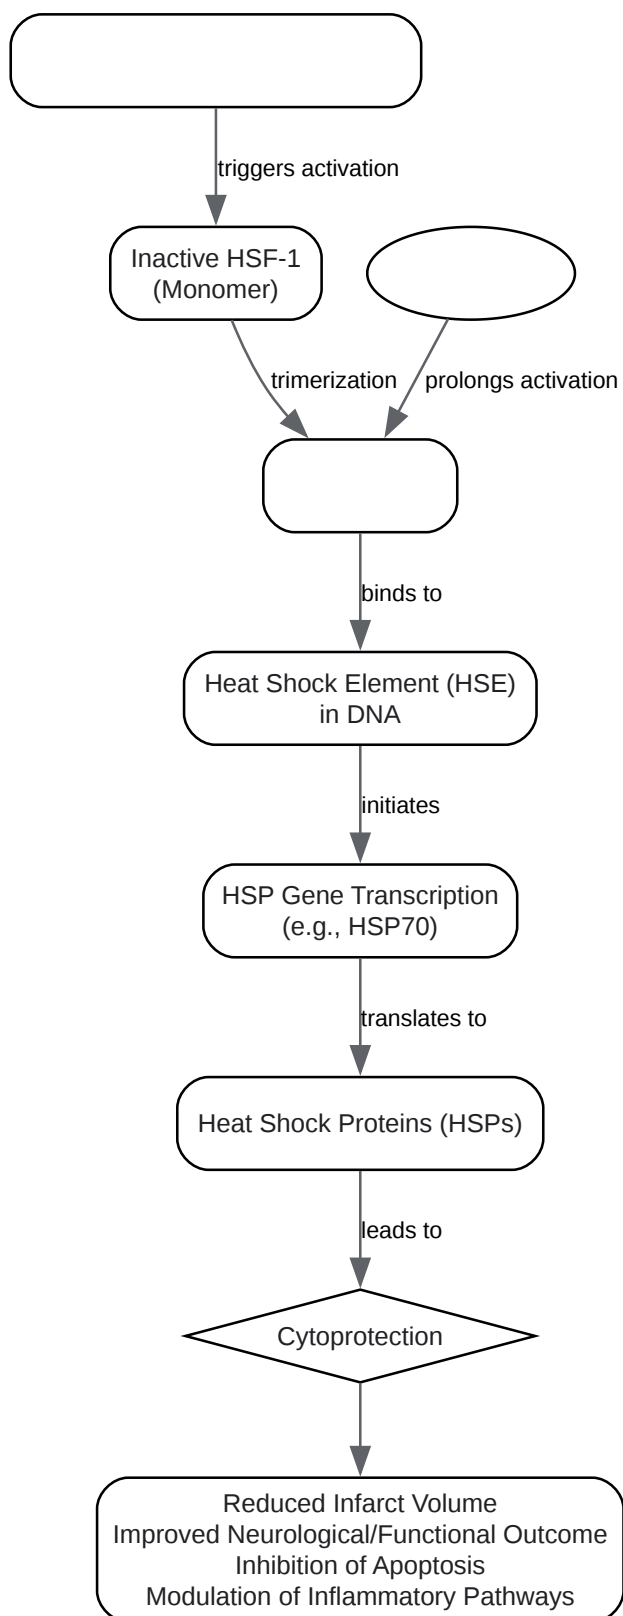 triggers activation
Inactive HSF-1
(Monomer)
trimerization
prolongs activation
binds to
Heat Shock Element (HSE)
in DNA
initiates
HSP Gene Transcription
(e.g., HSP70)
translates to
Heat Shock Proteins (HSPs)
leads to
Cytoprotection
Reduced Infarct Volume
Improved Neurological/Functional Outcome
Inhibition of Apoptosis
Modulation of Inflammatory Pathways